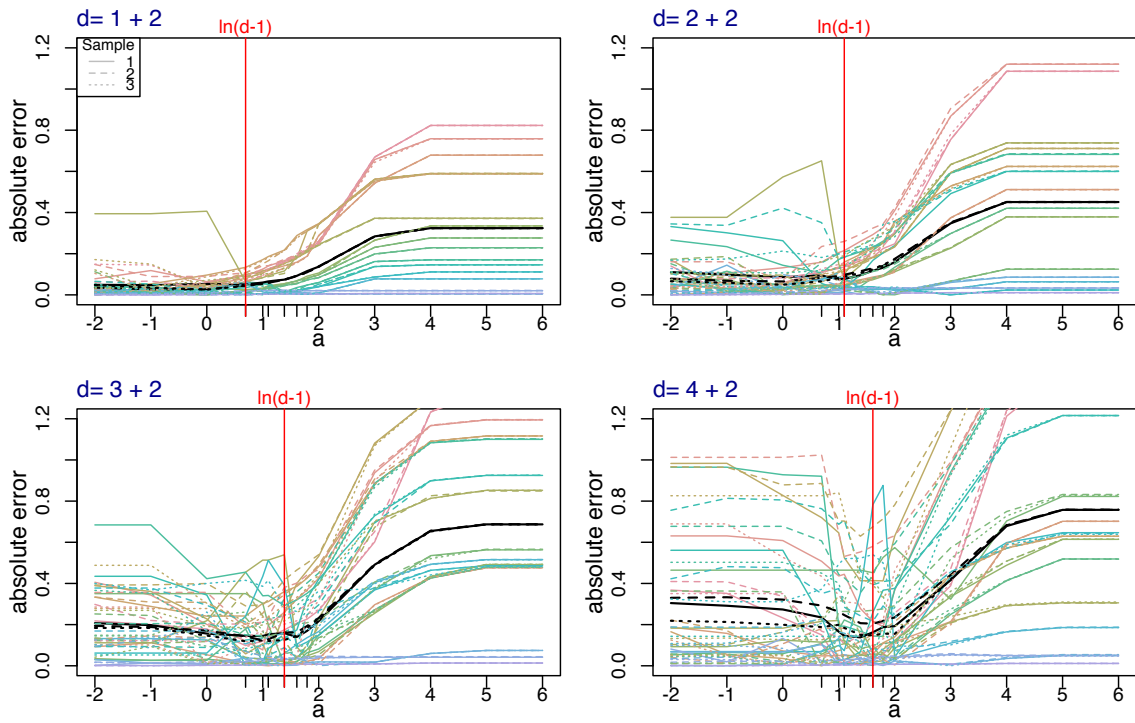 d= 1 + 2
ln(d-1)
Sample
1
2
3
absolute error
0.0 0.4 0.8 1.2
-2 -1 0 1 2 3 4 5 6
a
d= 2 + 2
ln(d-1)
absolute error
0.0 0.4 0.8 1.2
-2 -1 0 1 2 3 4 5 6
a
d= 3 + 2
ln(d-1)
absolute error
0.0 0.4 0.8 1.2
-2 -1 0 1 2 3 4 5 6
a
d= 4 + 2
ln(d-1)
absolute error
0.0 0.4 0.8 1.2
-2 -1 0 1 2 3 4 5 6
a